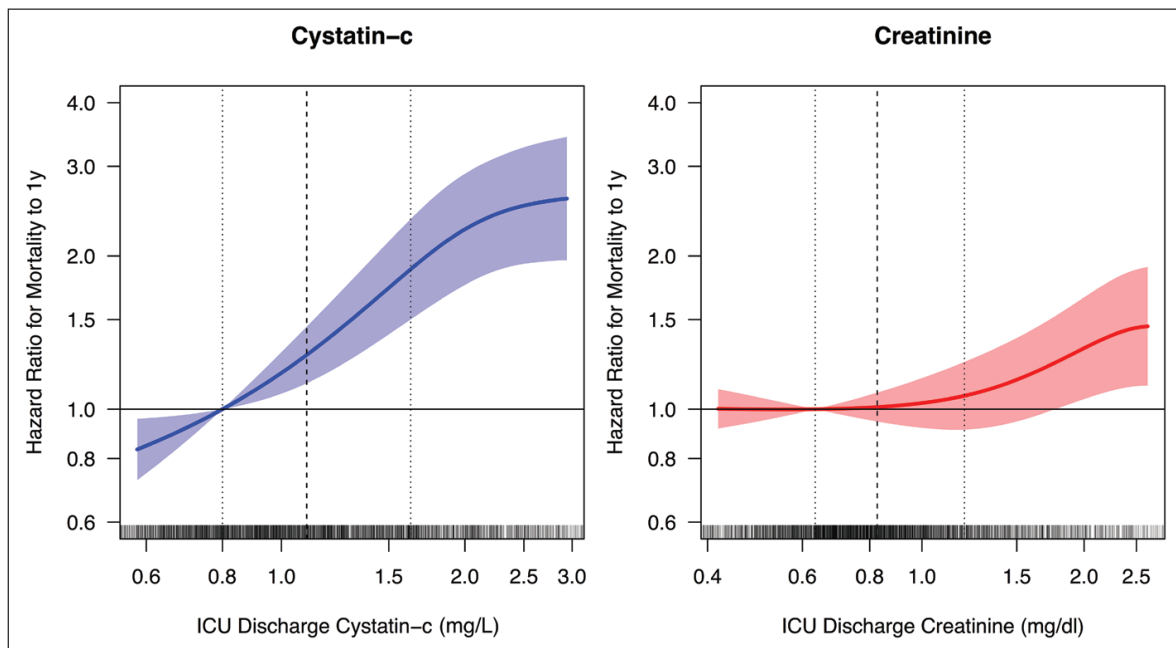 Cystatin−c
Hazard Ratio for Mortality to 1y
4.0
3.0
2.0
1.5
1.0
0.8
0.6
0.6 0.8 1.0 1.5 2.0 2.5 3.0
ICU Discharge Cystatin−c (mg/L)
Creatinine
Hazard Ratio for Mortality to 1y
4.0
3.0
2.0
1.5
1.0
0.8
0.6
0.4 0.6 0.8 1.0 1.5 2.0 2.5
ICU Discharge Creatinine (mg/dl)